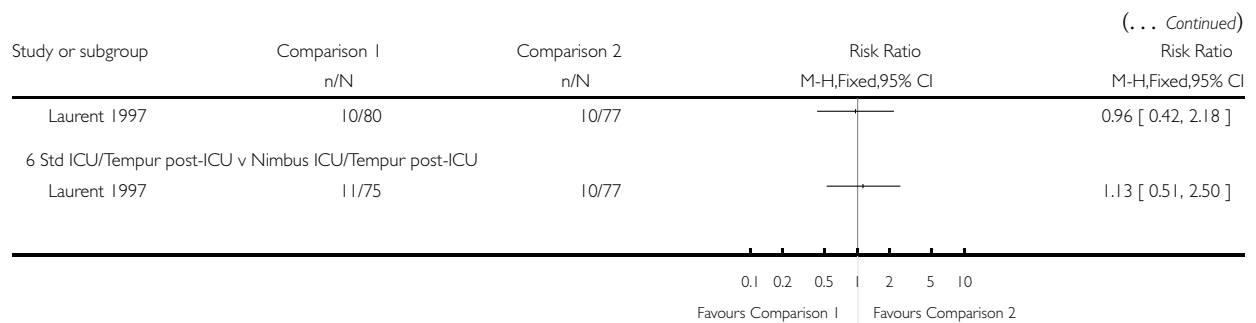 (... Continued)
Study or subgroup Comparison 1 Comparison 2 Risk Ratio Risk Ratio
n/N n/N M-H,Fixed,95% CI M-H,Fixed,95% CI
Laurent 1997 10/80 10/77 0.96 [ 0.42, 2.18 ]
6 Std ICU/Tempur post-ICU v Nimbus ICU/Tempur post-ICU
Laurent 1997 11/75 10/77 1.13 [ 0.51, 2.50 ]
0.1 0.2 0.5 1 2 5 10
Favours Comparison 1 Favours Comparison 2